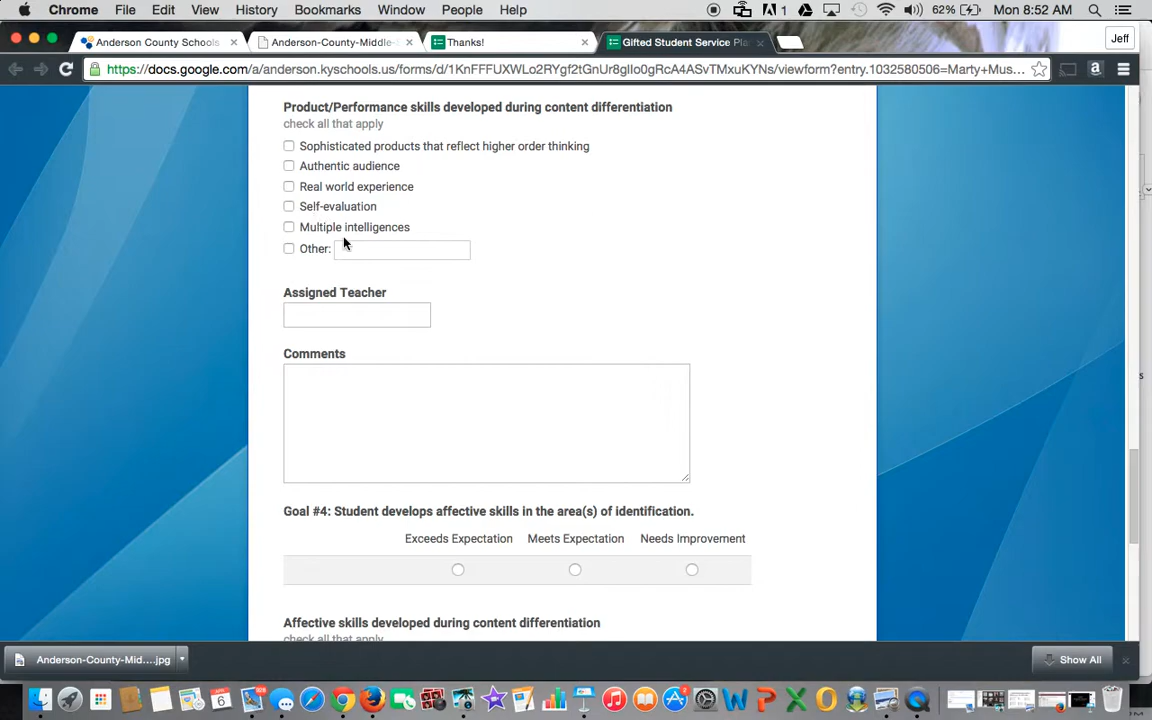 Chrome File Edit View History Bookmarks Window People Help 1 62% Mon 8:52 AM
Anderson County Schools Anderson-County-Middle-S Thanks! Gifted Student Service Pla Jeff
https://docs.google.com/a/anderson.kyschools.us/forms/d/1KnFFFUXWLo2RYgf2tGnUr8gIIo0gRcA4ASvTMxuKYNs/viewform?entry.1032580506=Marty+Mus...
Product/Performance skills developed during content differentiation
check all that apply
Sophisticated products that reflect higher order thinking
Authentic audience
Real world experience
Self-evaluation
Multiple intelligences
Other:
Assigned Teacher
Comments
Goal #4: Student develops affective skills in the area(s) of identification.
Exceeds Expectation Meets Expectation Needs Improvement
Affective skills developed during content differentiation
check all that apply
Anderson-County-Mid....jpg Show All